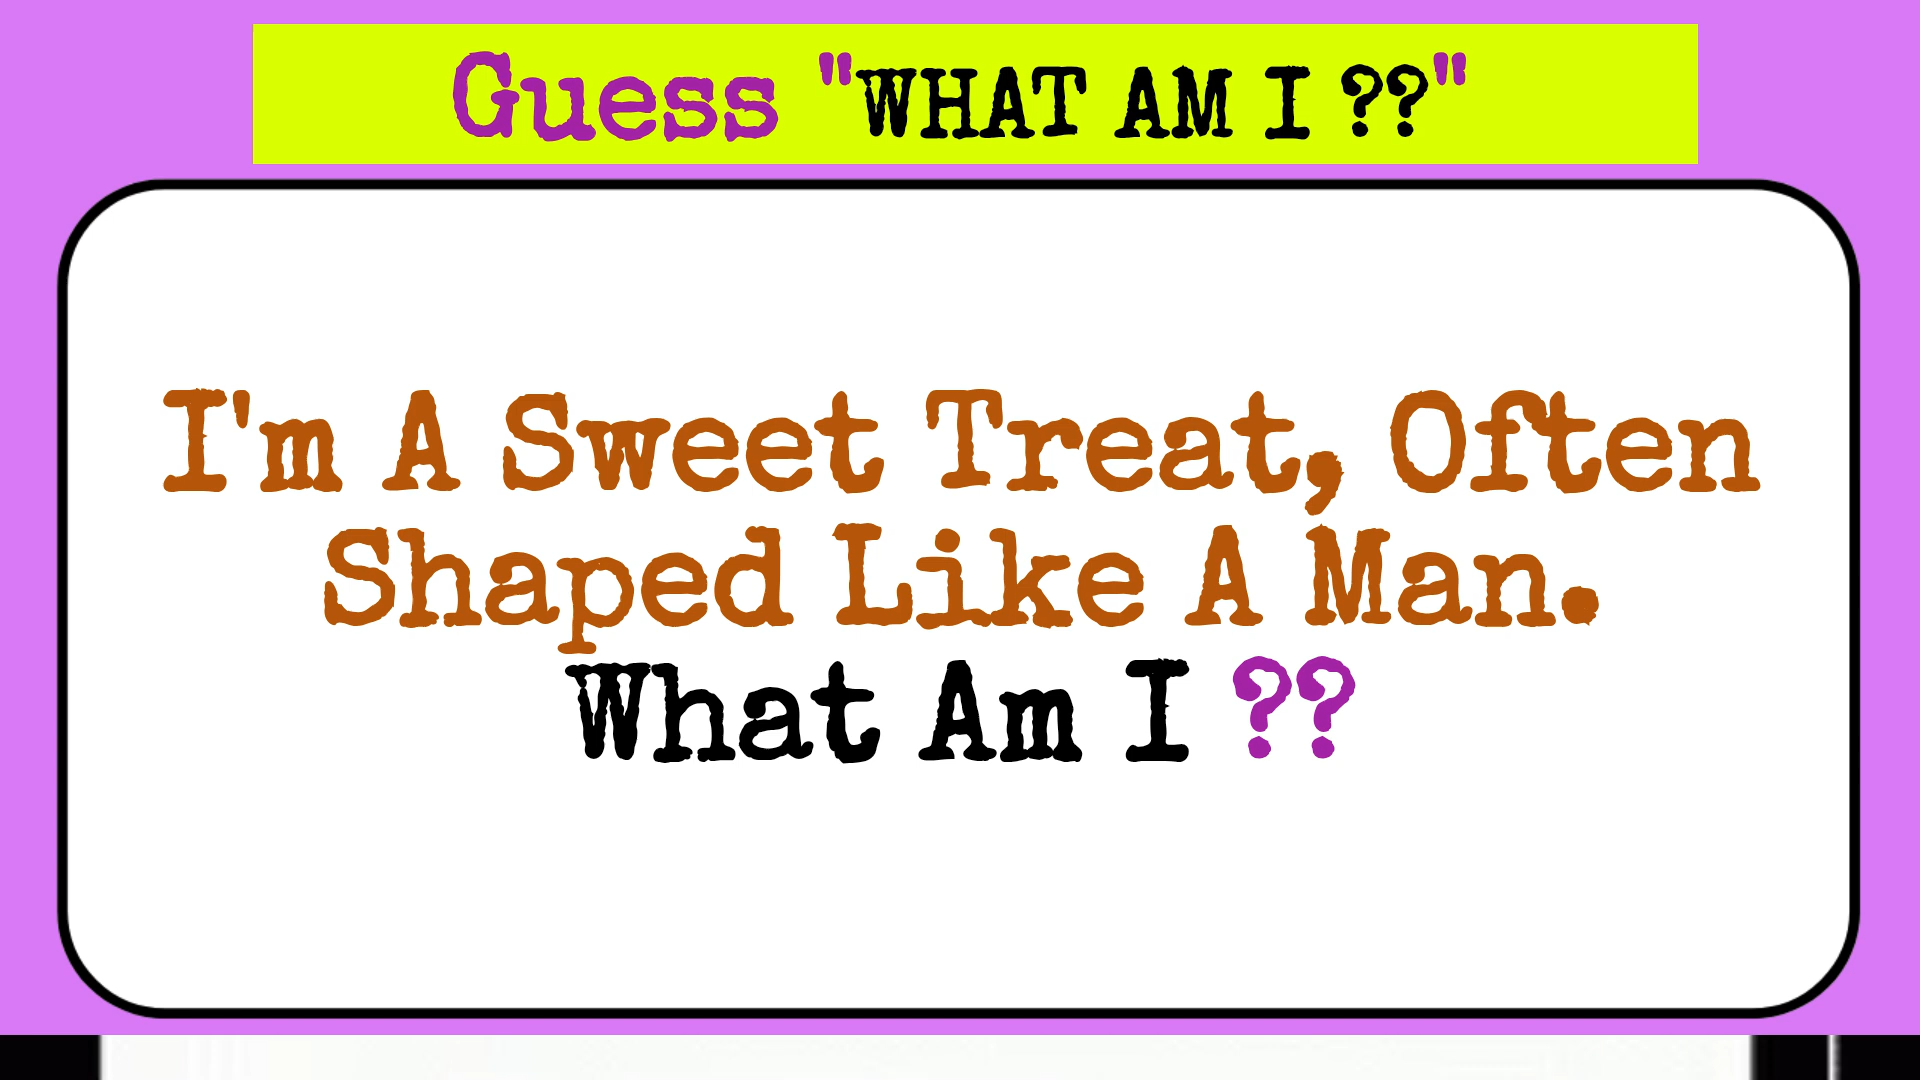 Guess "WHAT AM I ??"
I'm A Sweet Treat, Often
Shaped Like A Man.
What Am I ??